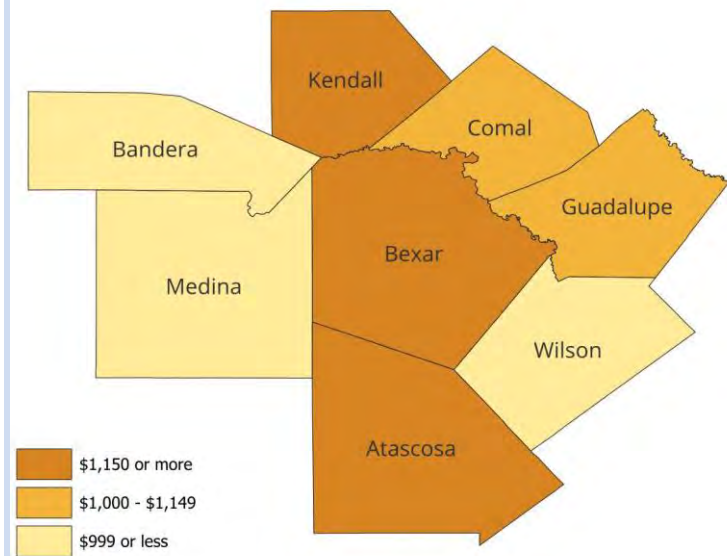 Kendall
Comal
Bandera
Guadalupe
Bexar
Medina
Wilson
Atascosa
$1,150 or more
$1,000 - $1,149
$999 or less